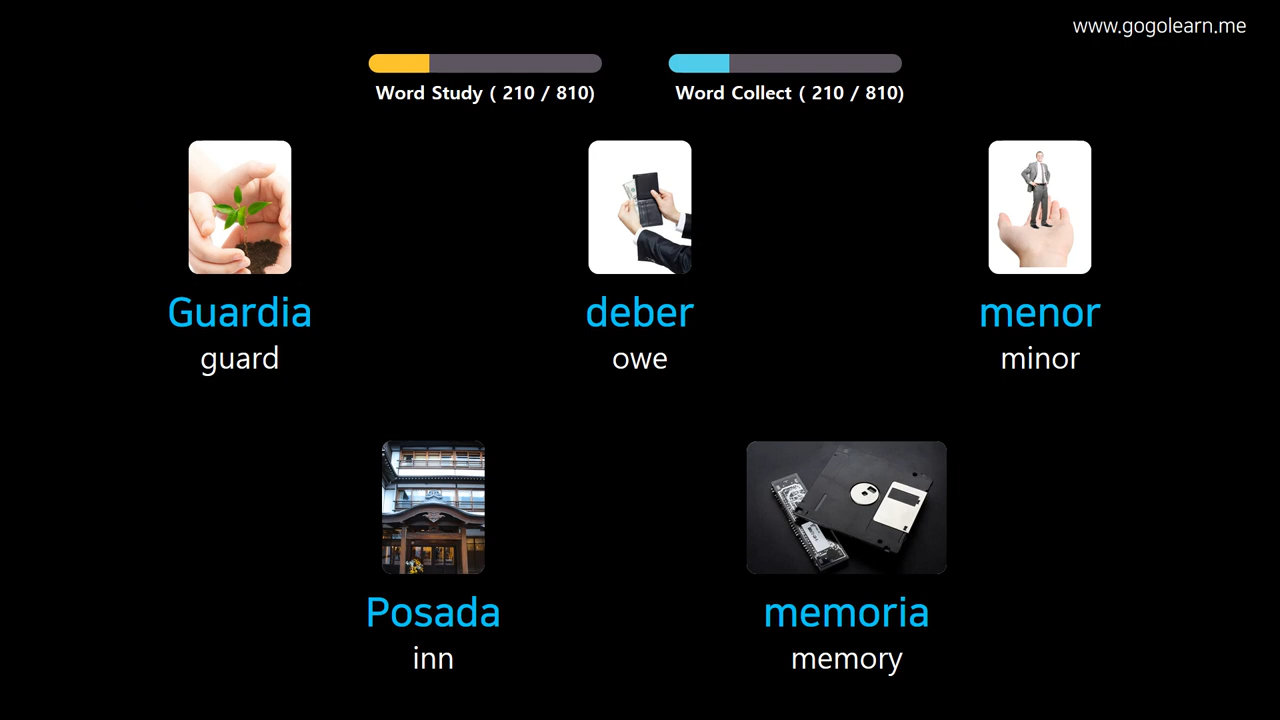 www.gogolearn.me
Word Study ( 210 / 810)
Word Collect ( 210 / 810)
Guardia
guard
deber
owe
menor
minor
Posada
inn
memoria
memory